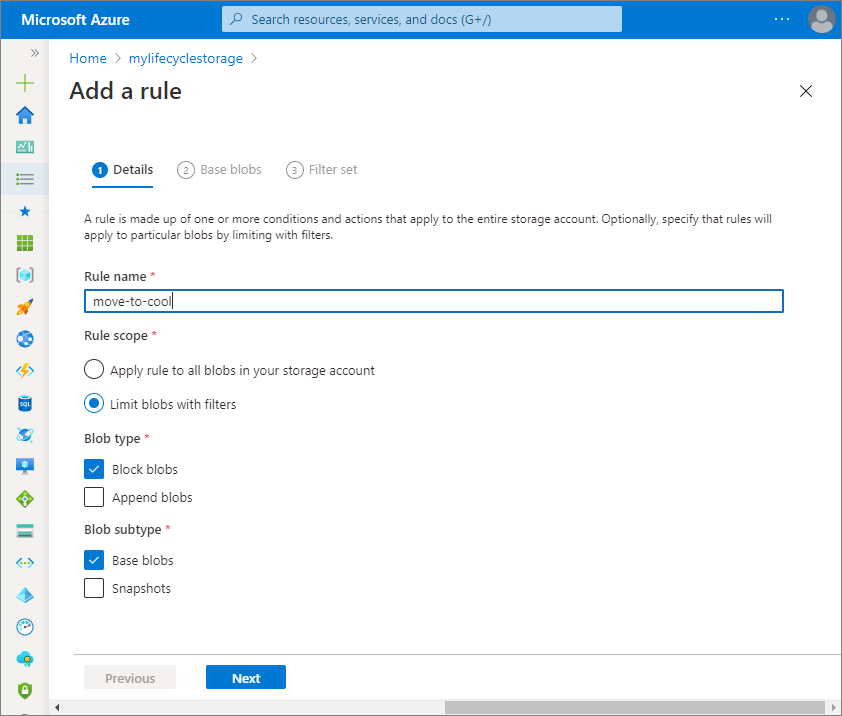 Microsoft Azure
Search resources, services, and docs (G+/)
Home > mylifecyclestorage >
Add a rule
1 Details
2 Base blobs
3 Filter set
A rule is made up of one or more conditions and actions that apply to the entire storage account. Optionally, specify that rules will
apply to particular blobs by limiting with filters.
Rule name *
move-to-cool
Rule scope *
Apply rule to all blobs in your storage account
Limit blobs with filters
Blob type *
Block blobs
Append blobs
Blob subtype *
Base blobs
Snapshots
SQL
Previous
Next